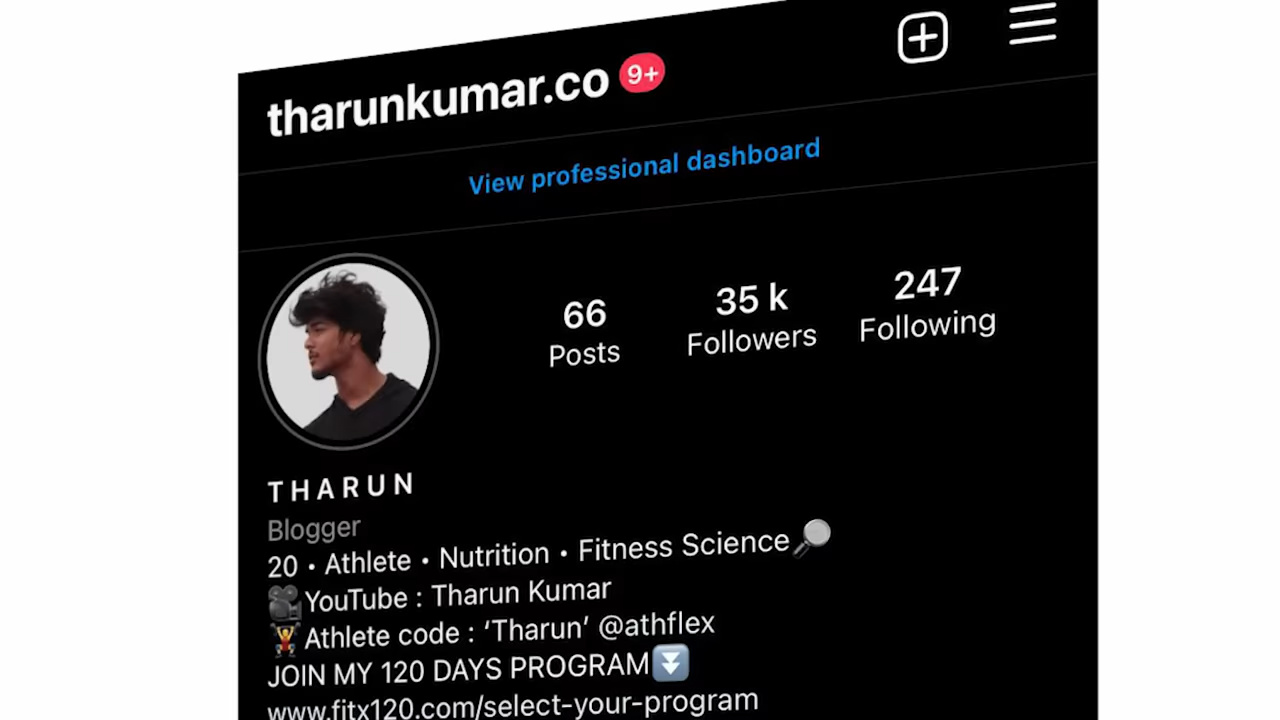 tharunkumar.co 9+
View professional dashboard
66 35 k 247
Posts Followers Following
THARUN
Blogger
20 • Athlete • Nutrition • Fitness Science🔎
🎥YouTube : Tharun Kumar
🏋️Athlete code : ‘Tharun’ @athflex
JOIN MY 120 DAYS PROGRAM⏬
www.fitx120.com/select-your-program